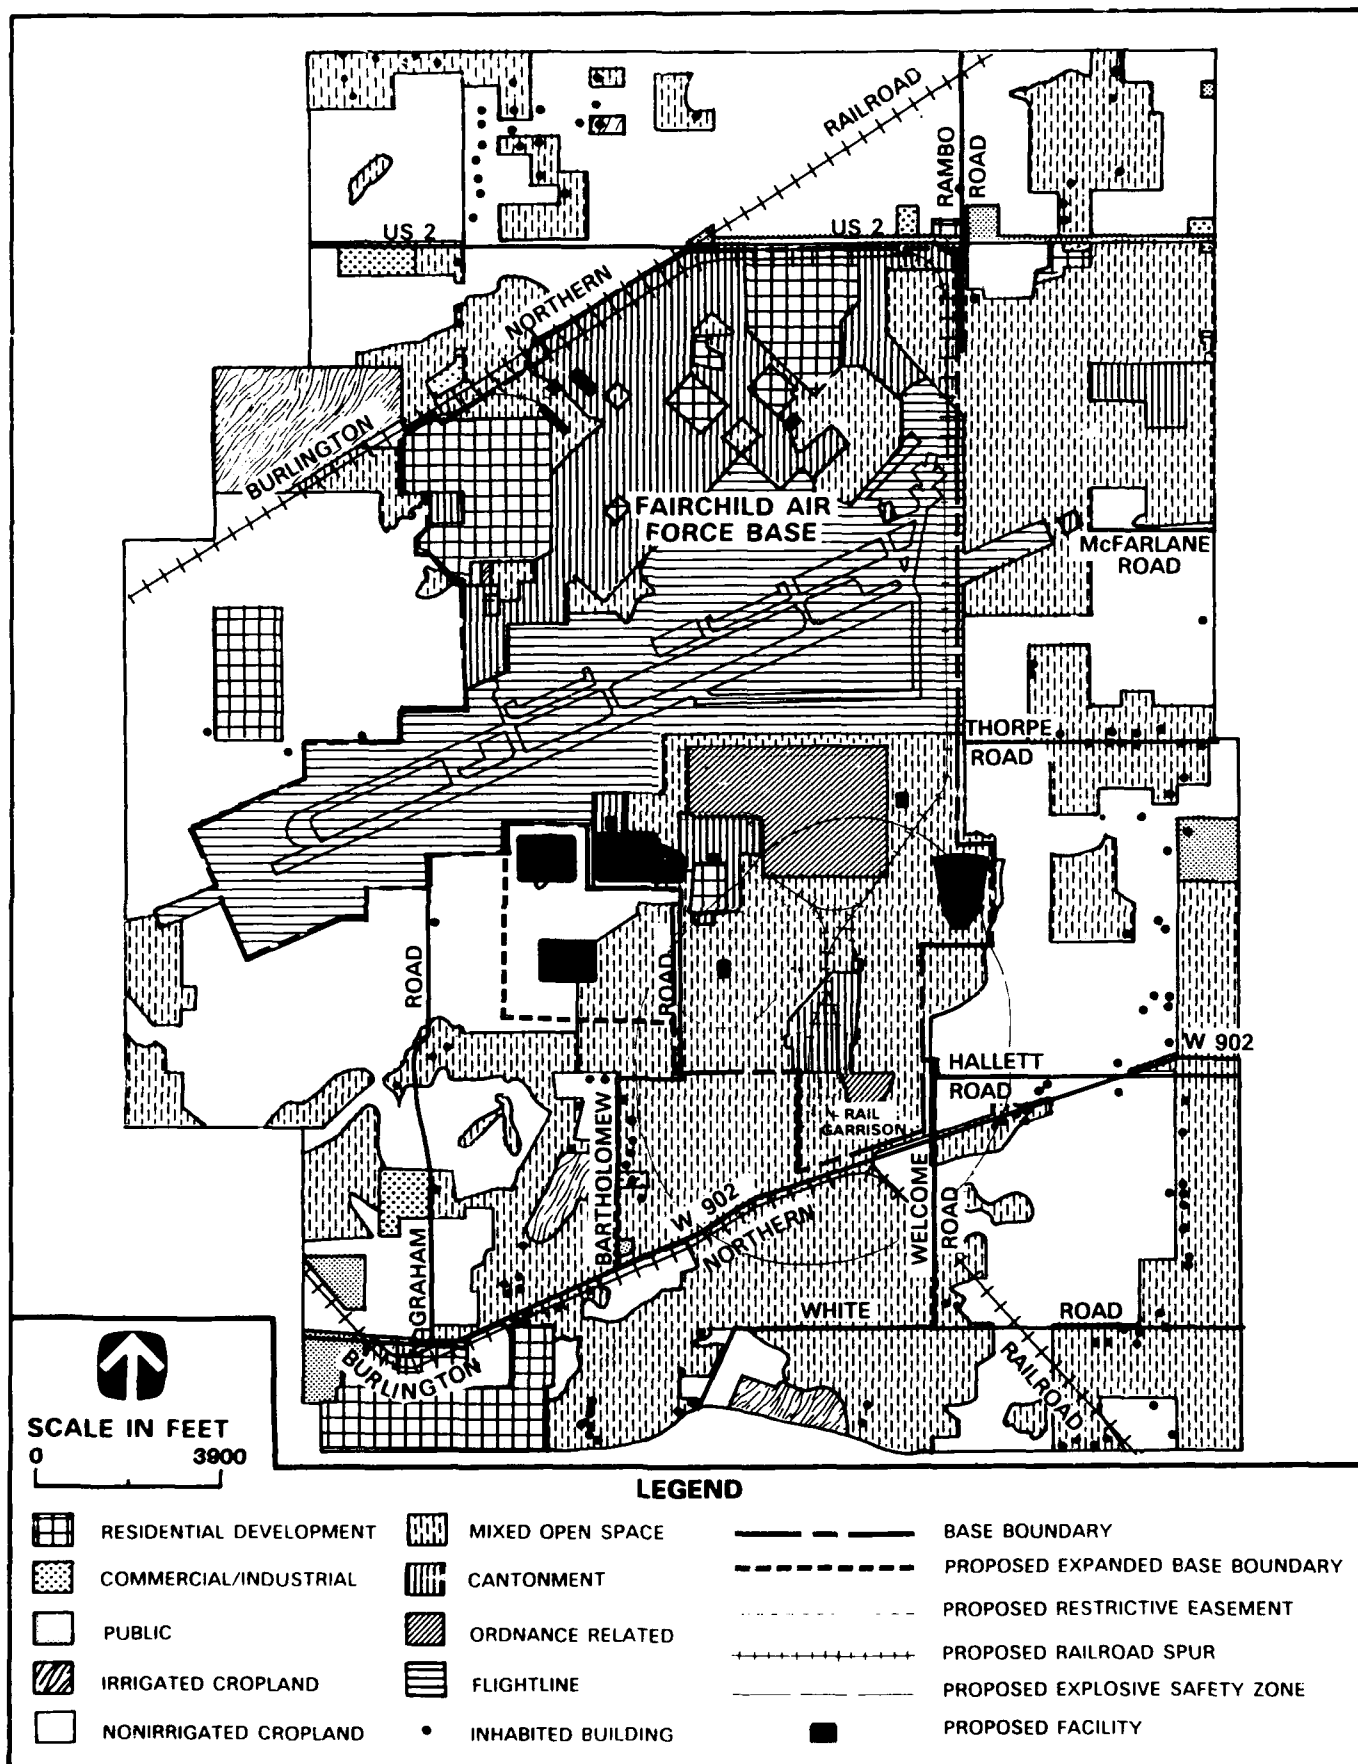 RAILROAD
RAMBO
ROAD
US 2
US 2
NORTHERN
BURLINGTON
FAIRCHILD AIR
FORCE BASE
McFARLANE
ROAD
THORPE
ROAD
ROAD
ROAD
W 902
HALLETT
ROAD
RAIL
GARRISON
BARTHOLOMEW
W 902
NORTHERN
WELCOME
ROAD
GRAHAM
WHITE
ROAD
BURLINGTON
RAILROAD
SCALE IN FEET
0 3900
LEGEND
RESIDENTIAL DEVELOPMENT
COMMERCIAL/INDUSTRIAL
PUBLIC
IRRIGATED CROPLAND
NONIRRIGATED CROPLAND
MIXED OPEN SPACE
CANTONMENT
ORDNANCE RELATED
FLIGHTLINE
INHABITED BUILDING
BASE BOUNDARY
PROPOSED EXPANDED BASE BOUNDARY
PROPOSED RESTRICTIVE EASEMENT
PROPOSED RAILROAD SPUR
PROPOSED EXPLOSIVE SAFETY ZONE
PROPOSED FACILITY